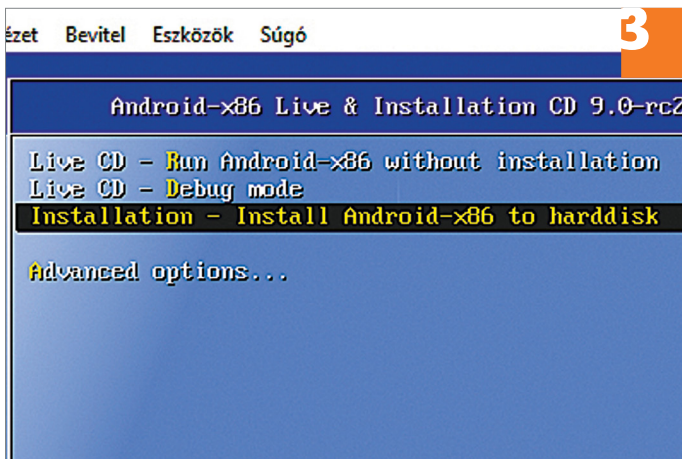 ézet Bevitel Eszközök Súgó
3
Android-x86 Live & Installation CD 9.0-rc2
Live CD - Run Android-x86 without installation
Live CD - Debug mode
Installation - Install Android-x86 to harddisk
Advanced options...